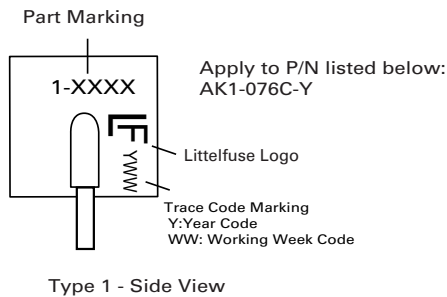 Part Marking
1-XXXX
Apply to P/N listed below:
AK1-076C-Y
LF
YWW
Littelfuse Logo
Trace Code Marking
Y:Year Code
WW: Working Week Code
Type 1 - Side View